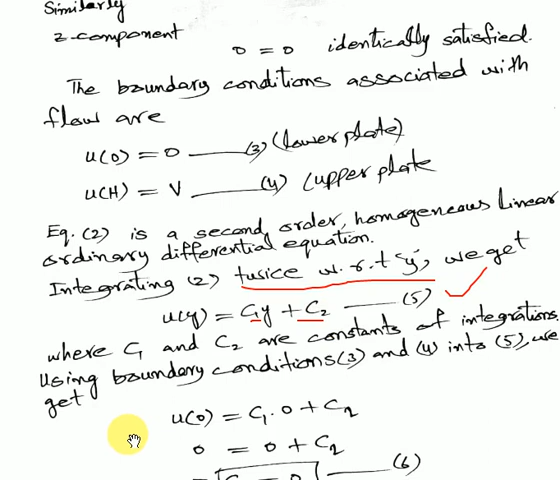 Similarly
z-component
0 = 0 identically satisfied.
The boundary conditions associated with
flow are
u(0) = 0 — (3) (lower plate)
u(H) = V — (4) (upper plate
Eq. (2) is a second order, homogeneous Linear
ordinary differential equation.
Integrating (2) twice w.r.t 'y', we get
u(y) = C₁y + C₂ — (5)
where C₁ and C₂ are constants of integrations.
Using boundary conditions (3) and (4) into (5), we
get
u(0) = C₁.0 + C₂
0 = 0 + C₂
(6)